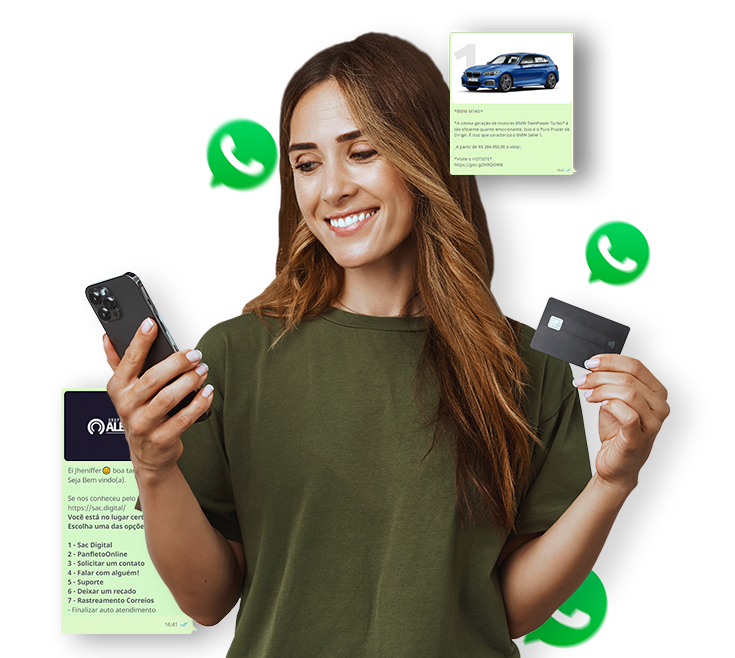 1
*BMW M140i*
*A última geração de motores BMW TwinPower Turbo* é
tão eficiente quanto emocionante. Isso é o Puro Prazer de
Dirigir. É isso que caracteriza o BMW Série 1.
_A partir de R$ 284.950,00 à vista!_
*Visite o HOTSITE*
16:41
Ei Jheniffer😃 boa tar
Seja Bem vindo(a).
Se nos conheceu pelo
https://sac.digital/
Você está no lugar cert
Escolha uma das opçõe
1 - Sac Digital
2 - PanfletoOnline
3 - Solicitar um contato
4 - Falar com alguém!
5 - Suporte
6 - Deixar um recado
7 - Rastreamento Correios
- Finalizar auto atendimento
16:41